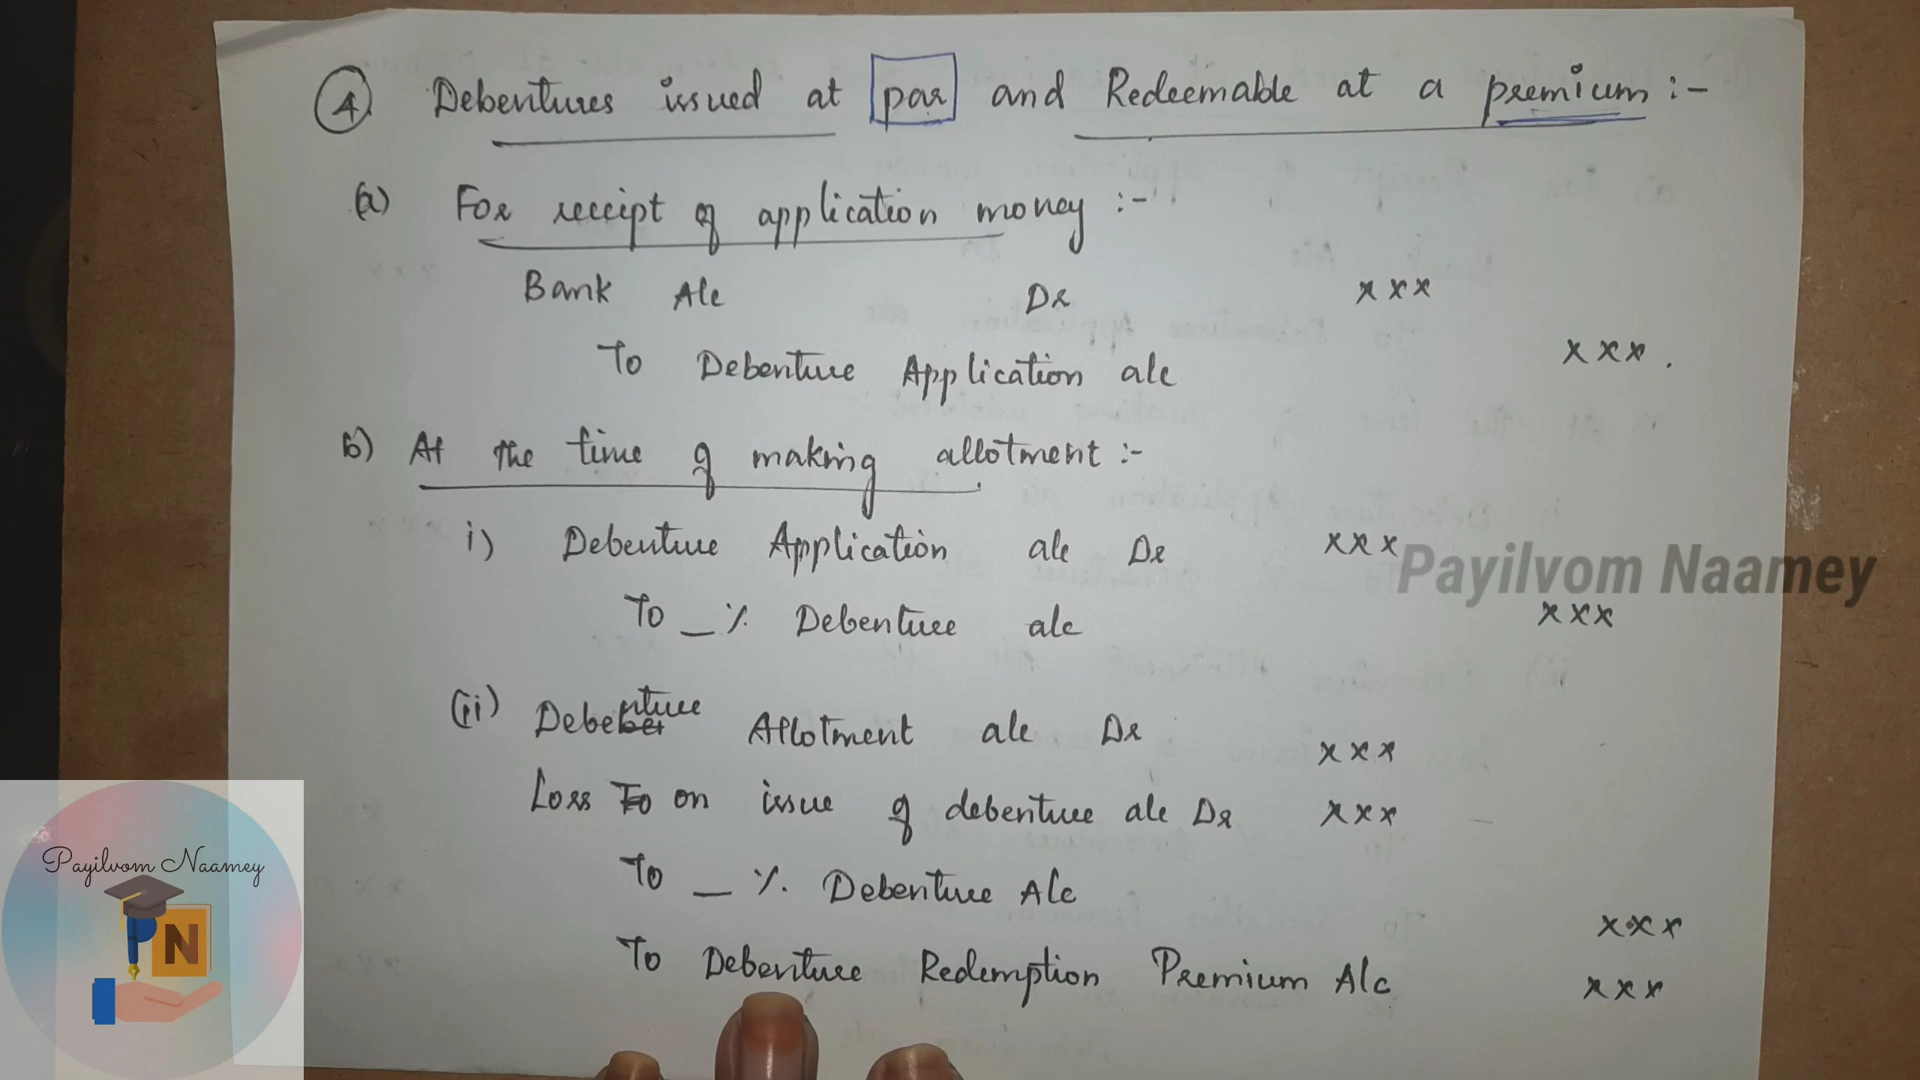 4 Debentures issued at par and Redeemable at a premium :-
(a) For receipt of application money :-
Bank A/c Dr xxx
To Debenture Application a/c xxx.
b) At the time of making allotment :-
i) Debenture Application a/c Dr xxx
To _ % Debenture a/c xxx
(ii) Debenture Allotment a/c Dr xxx
Loss To on issue of debenture a/c Dr xxx
To _ %. Debenture A/c xxx
To Debenture Redemption Premium A/c xxx
Payilvom Naamey
Payilvom Naamey
PN